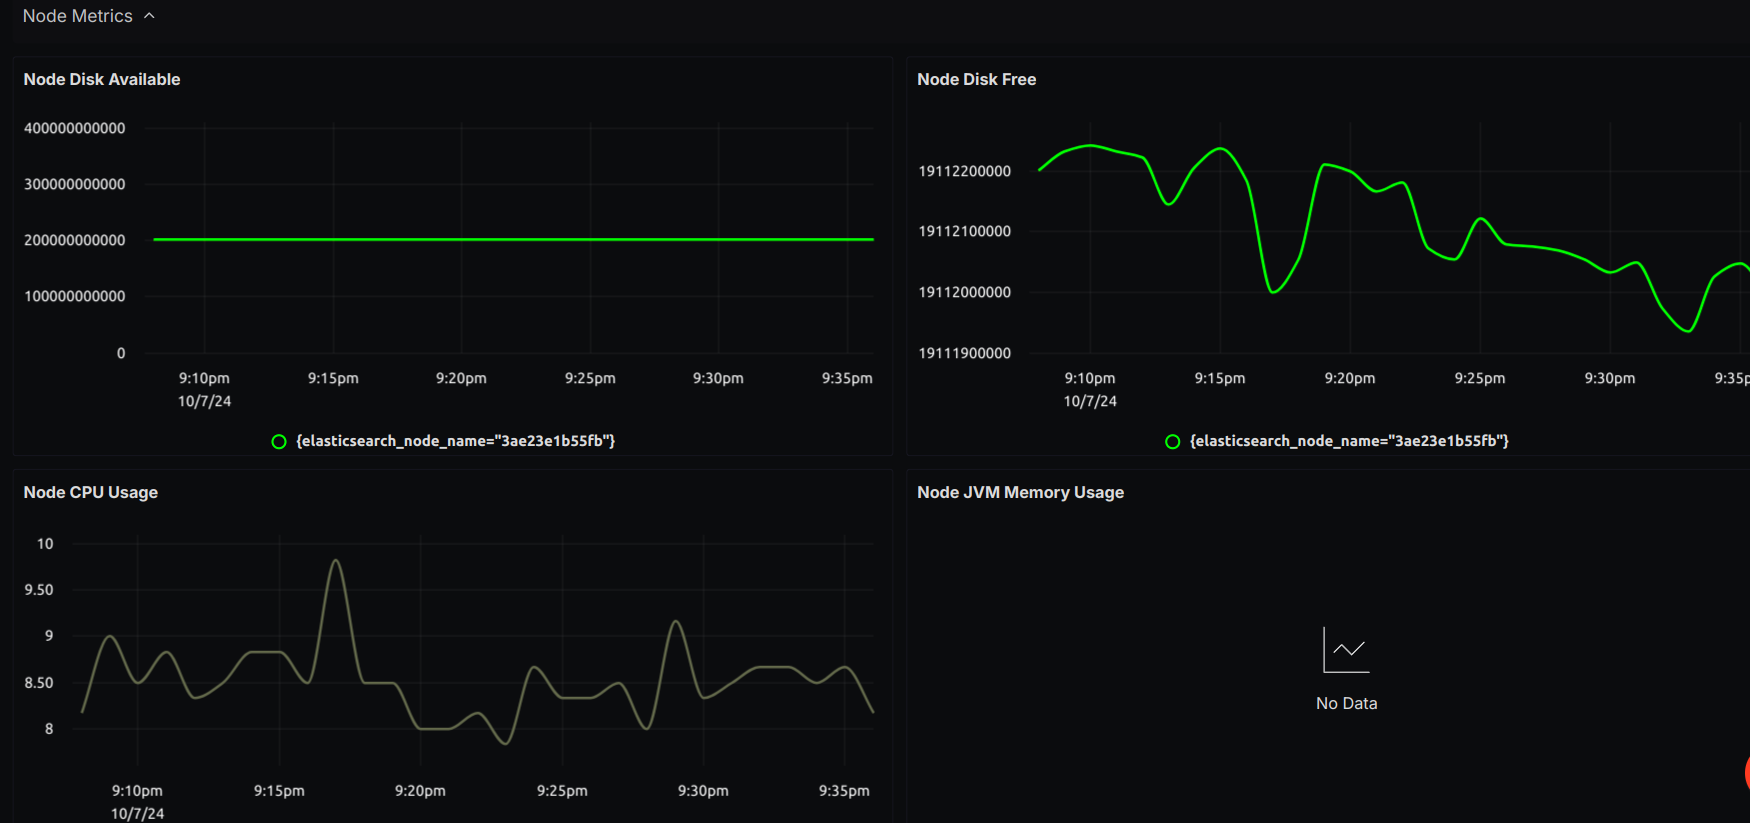 Node Metrics
Node Disk Available
400000000000
300000000000
200000000000
100000000000
0
9:10pm 9:15pm 9:20pm 9:25pm 9:30pm 9:35pm
10/7/24
{elasticsearch_node_name="3ae23e1b55fb"}
Node Disk Free
19112200000
19112100000
19112000000
19111900000
9:10pm 9:15pm 9:20pm 9:25pm 9:30pm 9:35p
10/7/24
{elasticsearch_node_name="3ae23e1b55fb"}
Node CPU Usage
10
9.50
9
8.50
8
9:10pm 9:15pm 9:20pm 9:25pm 9:30pm 9:35pm
10/7/24
Node JVM Memory Usage
No Data